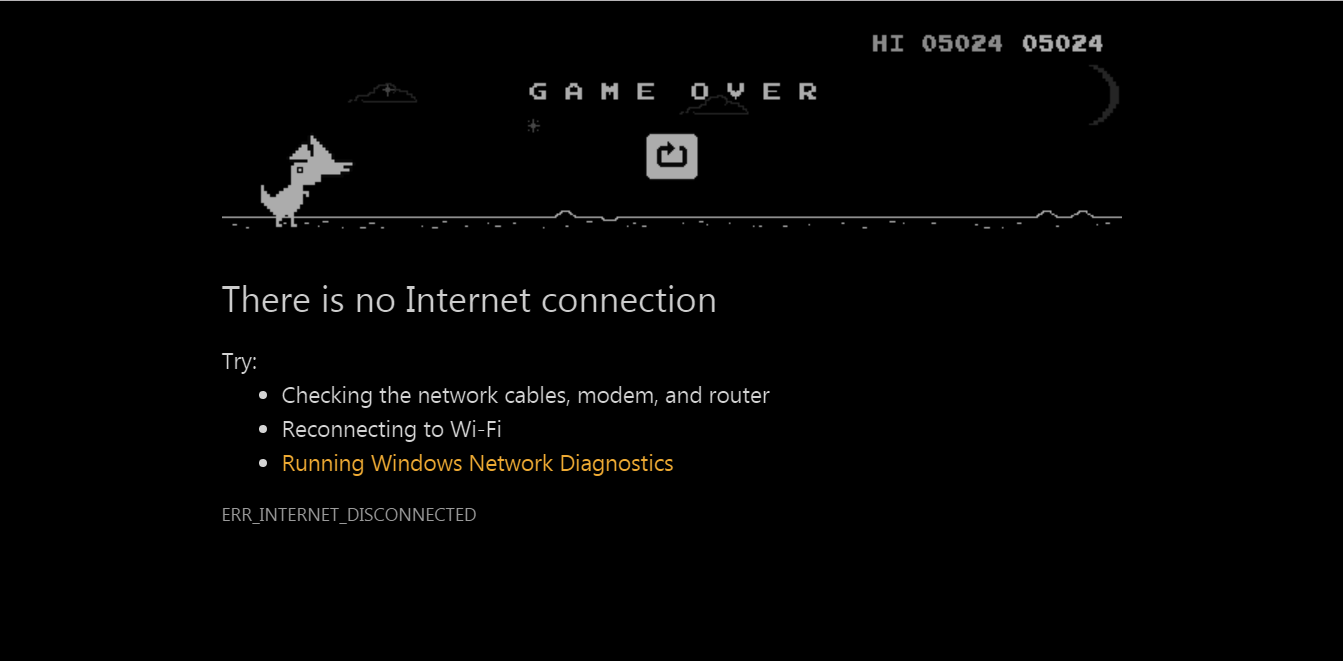 HI 05024 05024
GAME OVER
There is no Internet connection
Try:
Checking the network cables, modem, and router
Reconnecting to Wi-Fi
Running Windows Network Diagnostics
ERR_INTERNET_DISCONNECTED